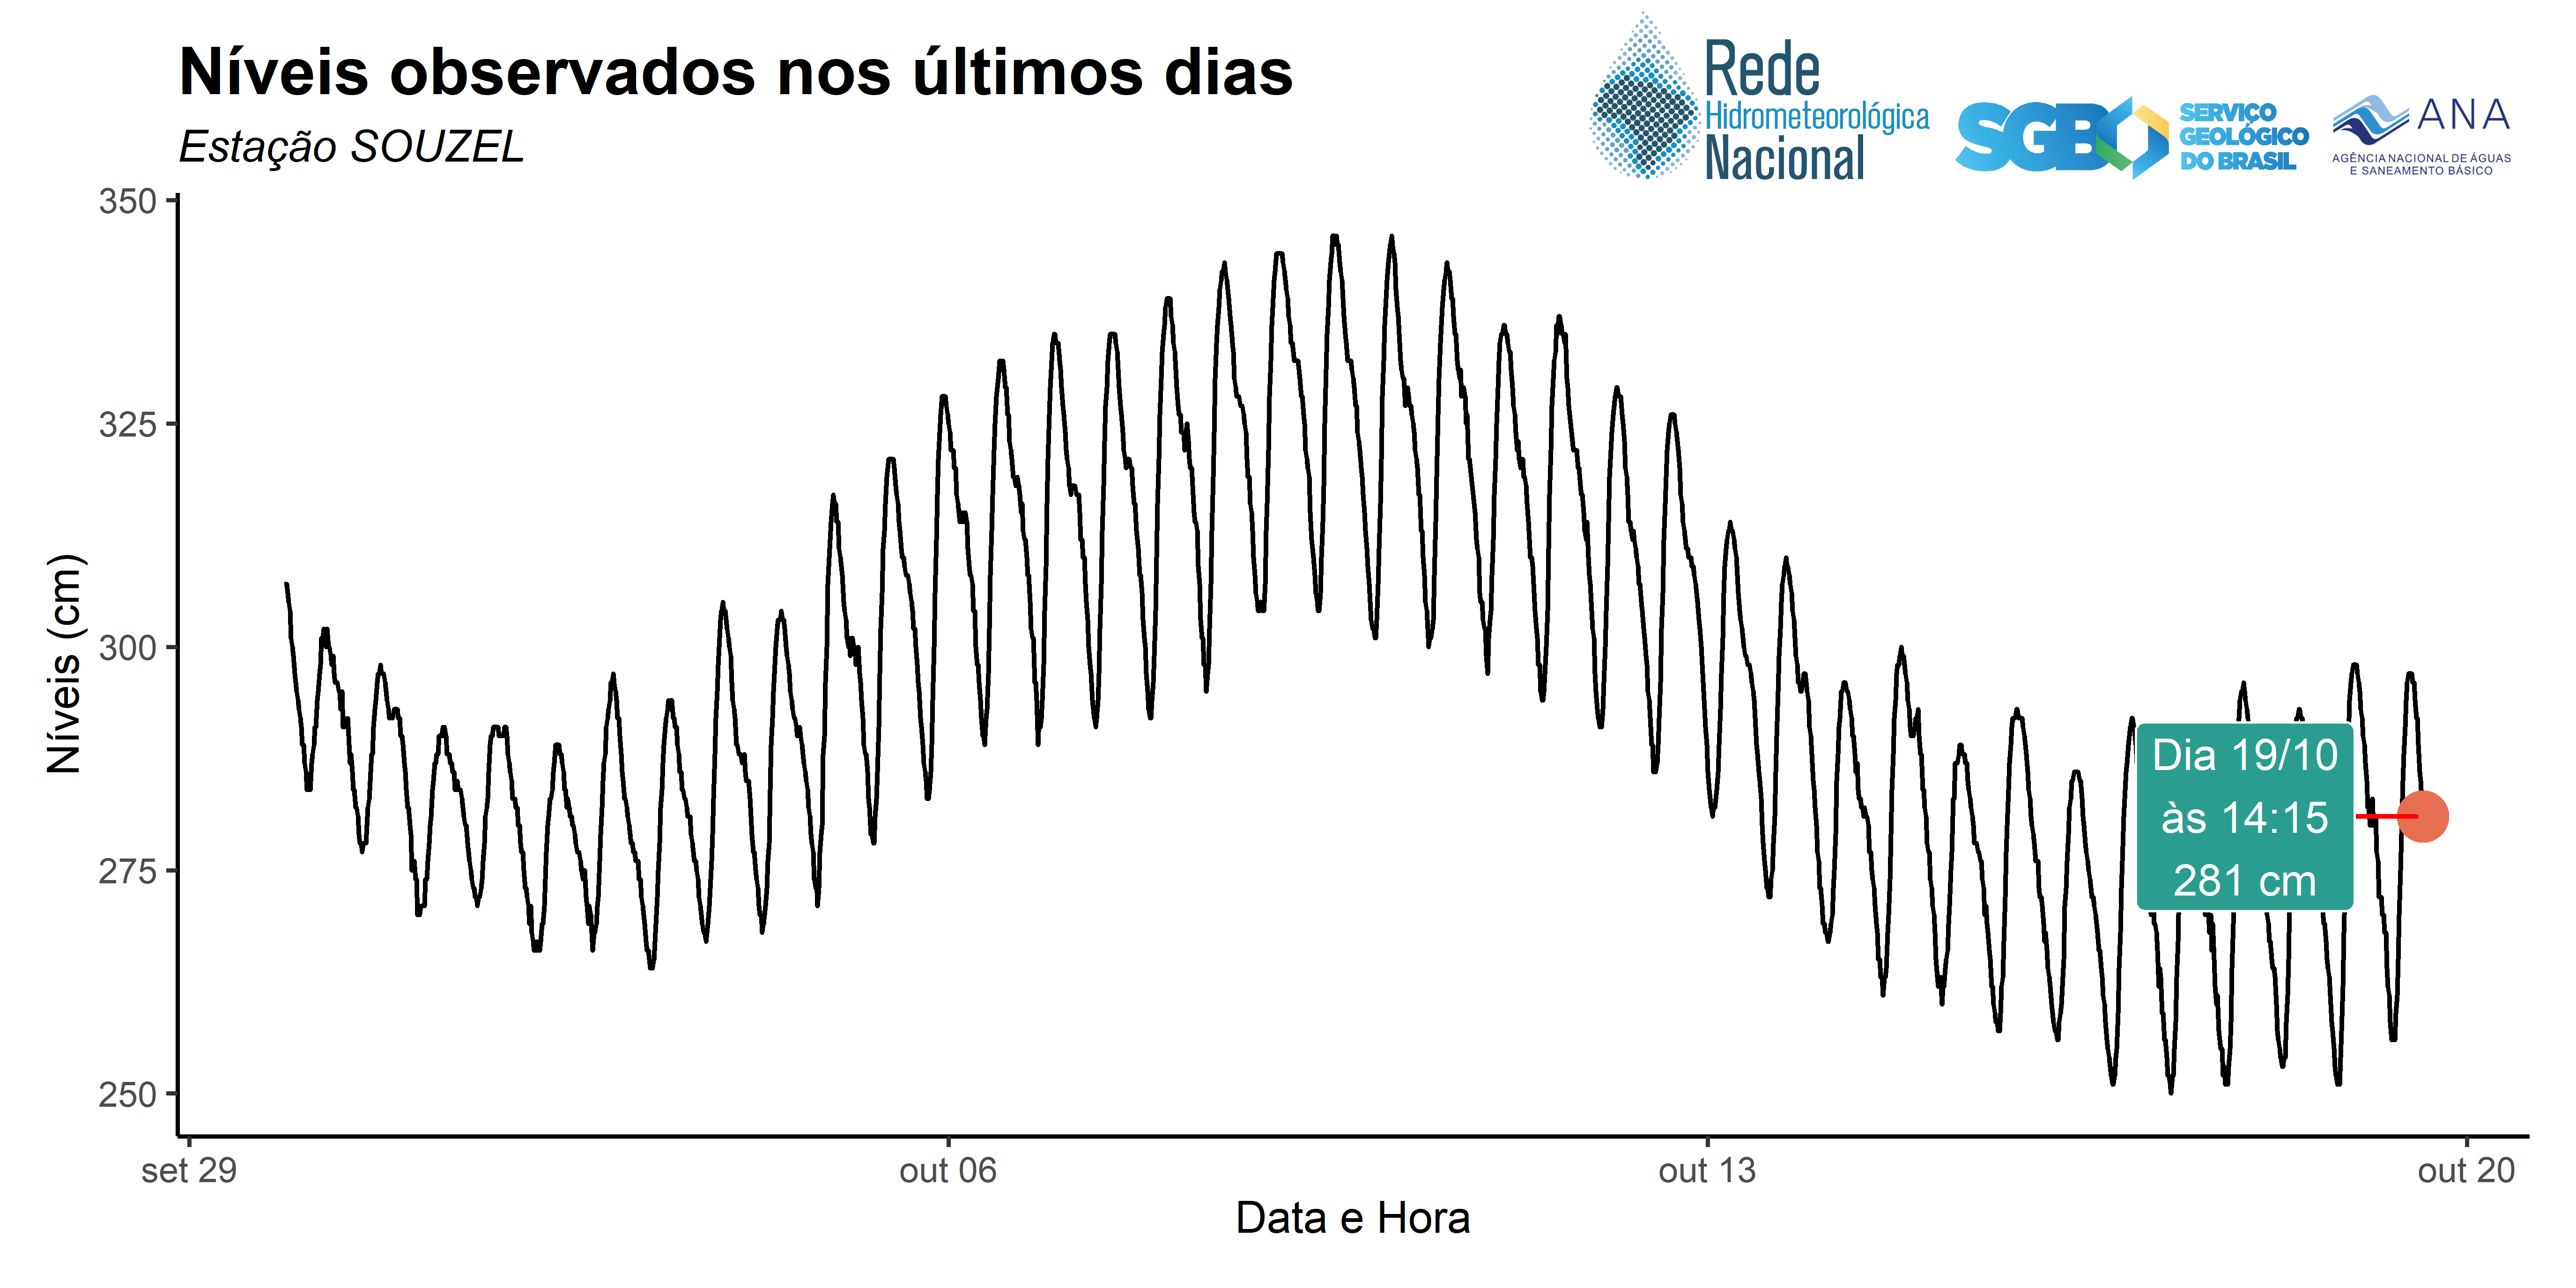 Níveis observados nos últimos dias
Estação SOUZEL
Rede
Hidrometeorológica
Nacional
SGB
SERVIÇO
GEOLÓGICO
DO BRASIL
ANA
AGÊNCIA NACIONAL DE ÁGUAS
E SANEAMENTO BÁSICO
Níveis (cm)
350
325
300
275
250
Dia 19/10
às 14:15
281 cm
set 29
out 06
out 13
out 20
Data e Hora